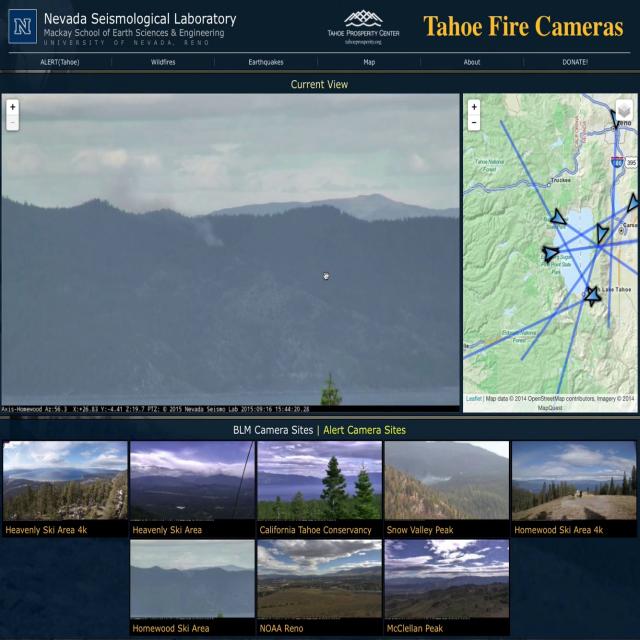 Nevada Seismological Laboratory
Mackay School of Earth Sciences & Engineering
UNIVERSITY OF NEVADA, RENO
N
TAHOE PROSPERITY CENTER
tahoeprosperity.org
Tahoe Fire Cameras
ALERT(Tahoe) Wildfires Earthquakes Map About DONATE!
Current View
+
+
-
Reno
I 80
395
Tahoe National
Forest
CALIFORNIA
Truckee
Point State
Park
Lake Tahoe
National
Forest
Axis-Homewood Az:56.3 X:+26.83 Y:-4.41 Z:19.7 PTZ: © 2015 Nevada Seismo Lab 2015:09:16 15:44:20.28
Leaflet | Map data © 2014 OpenStreetMap contributors, Imagery © 2014
MapQuest
BLM Camera Sites | Alert Camera Sites
Heavenly Ski Area 4k
Heavenly Ski Area
California Tahoe Conservancy
Snow Valley Peak
Homewood Ski Area 4k
Homewood Ski Area
NOAA Reno
McClellan Peak